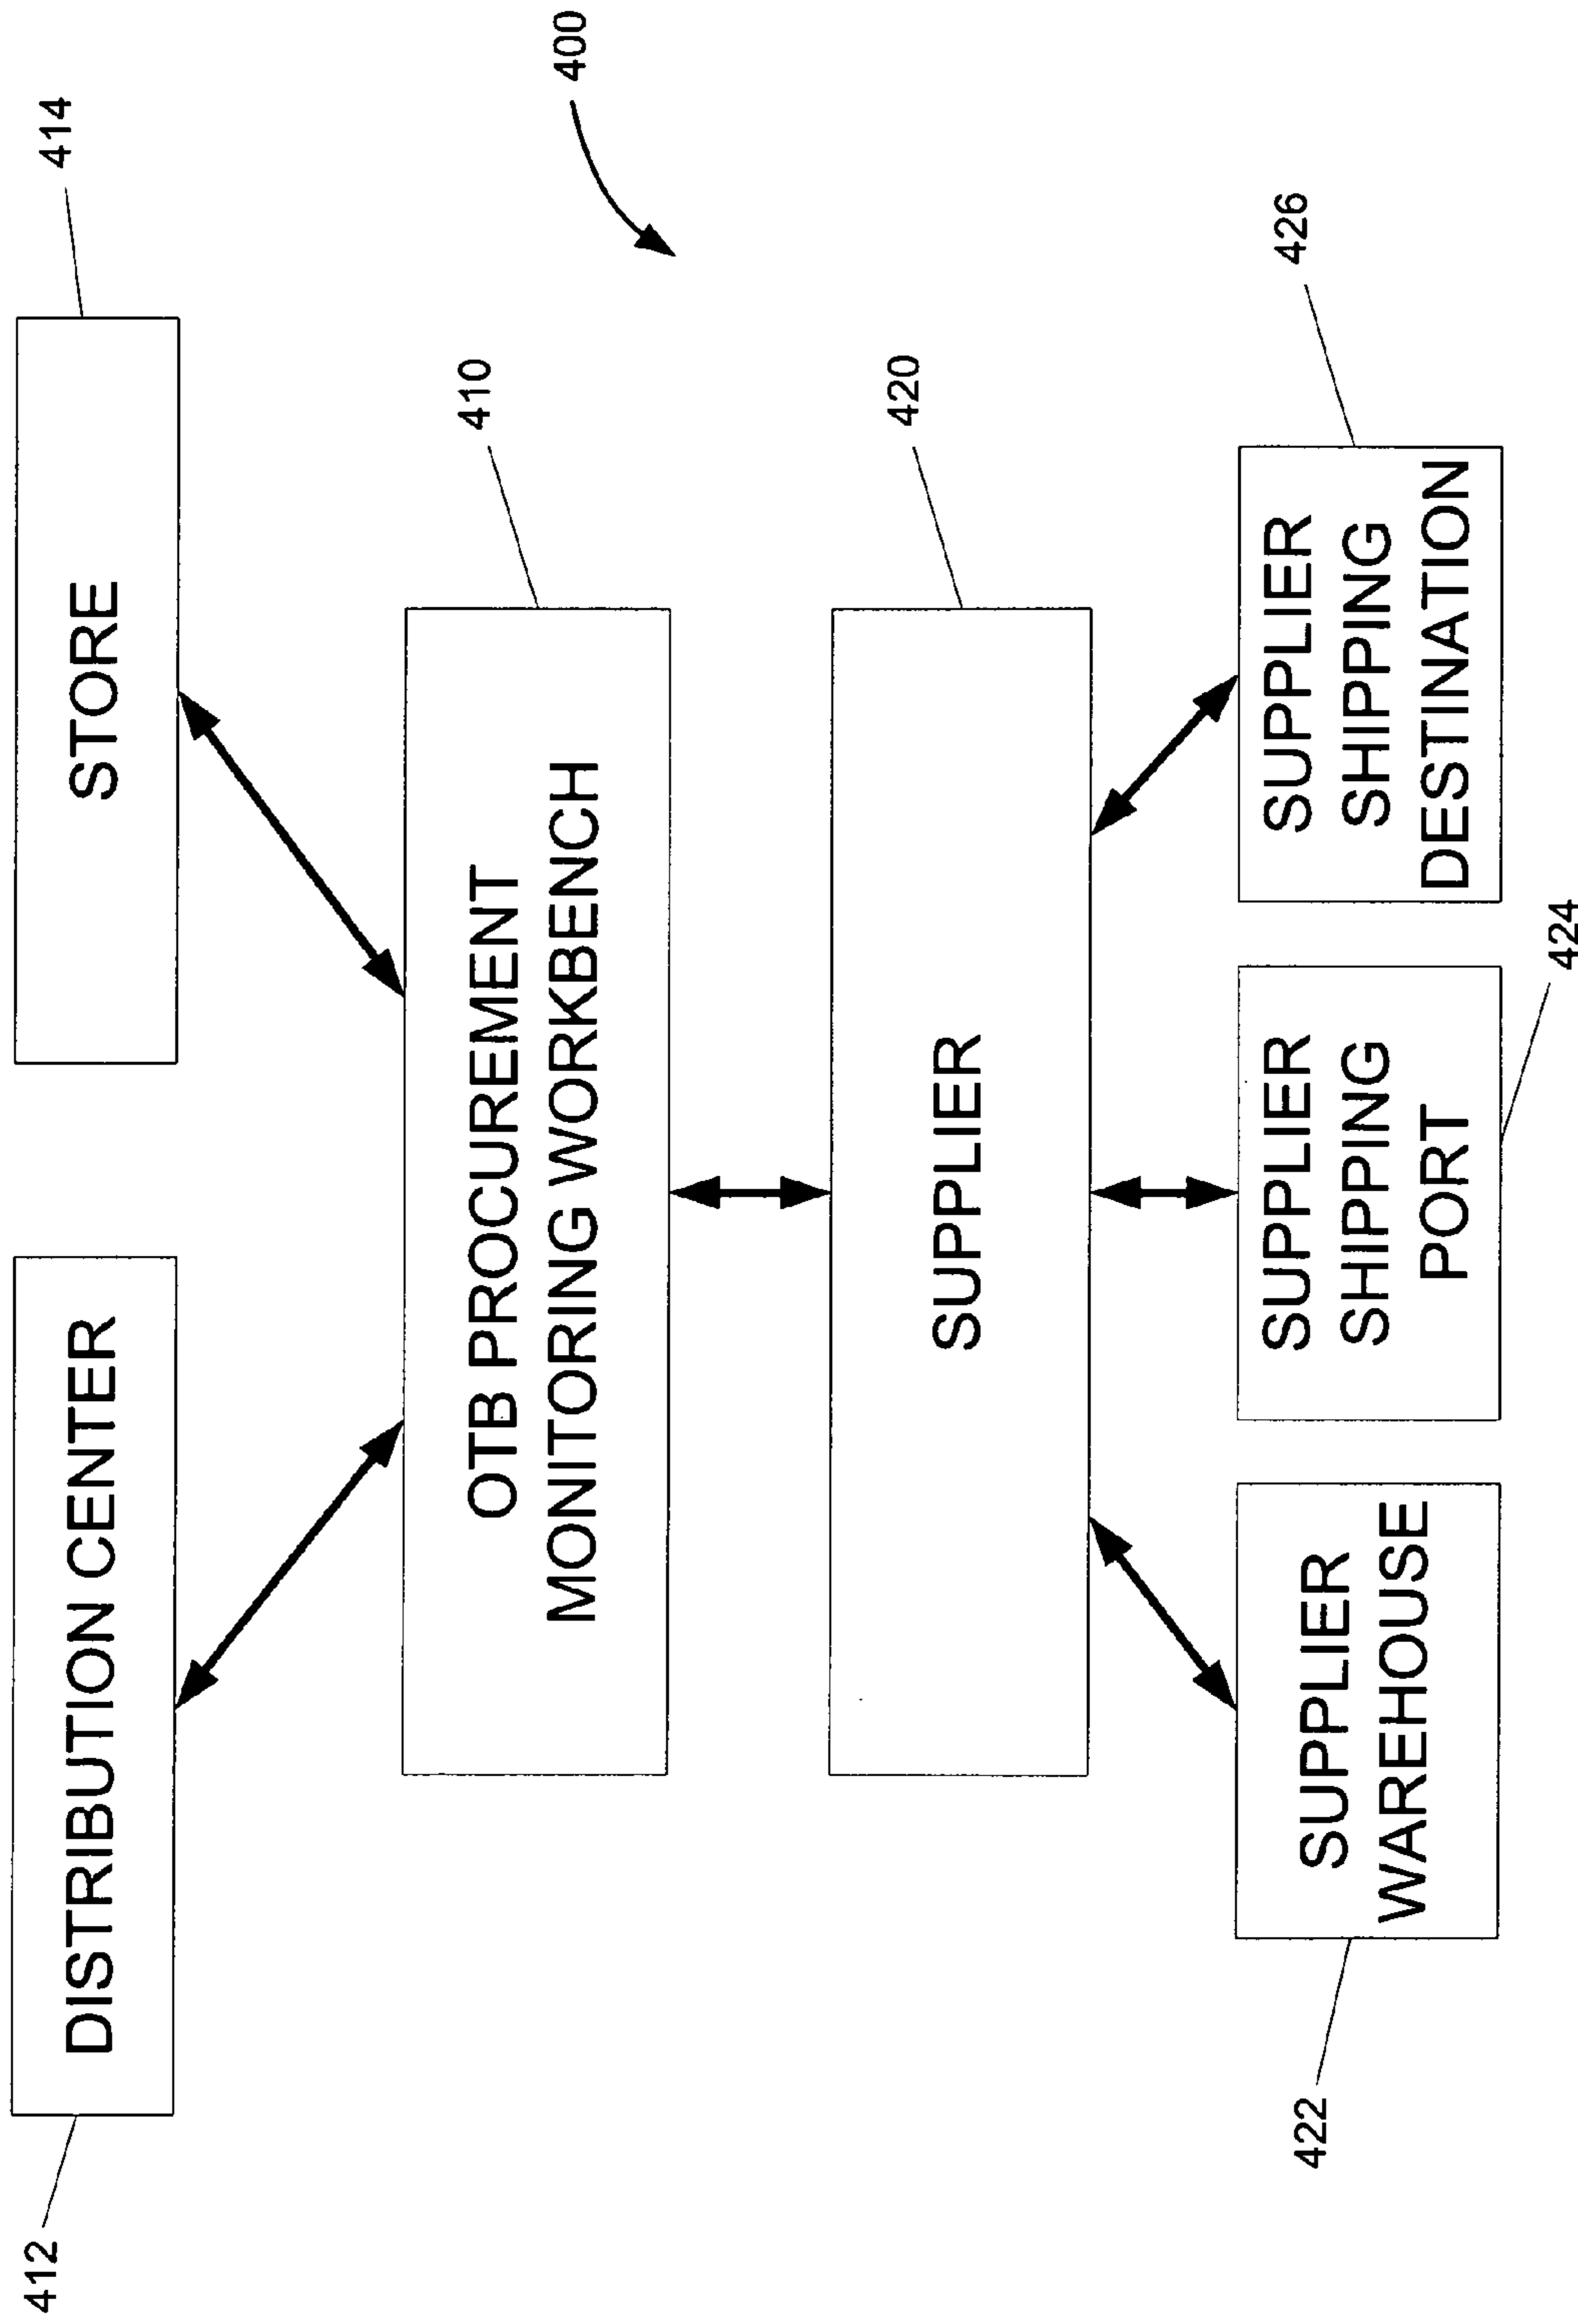 412
DISTRIBUTION CENTER
STORE
414
400
OTB PROCUREMENT
MONITORING WORKBENCH
410
SUPPLIER
420
422
SUPPLIER
WAREHOUSE
SUPPLIER
SHIPPING
PORT
424
SUPPLIER
SHIPPING
DESTINATION
426